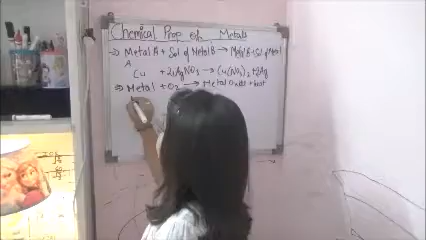 Chemical Prop of Metals
=> Metal A + Sol of Metal B -> Metal B + Sol of Metal A
Cu + 2AgNO3 -> Cu(NO3)2 + 2Ag
=> Metal + O2 -> Metal Oxide + heat